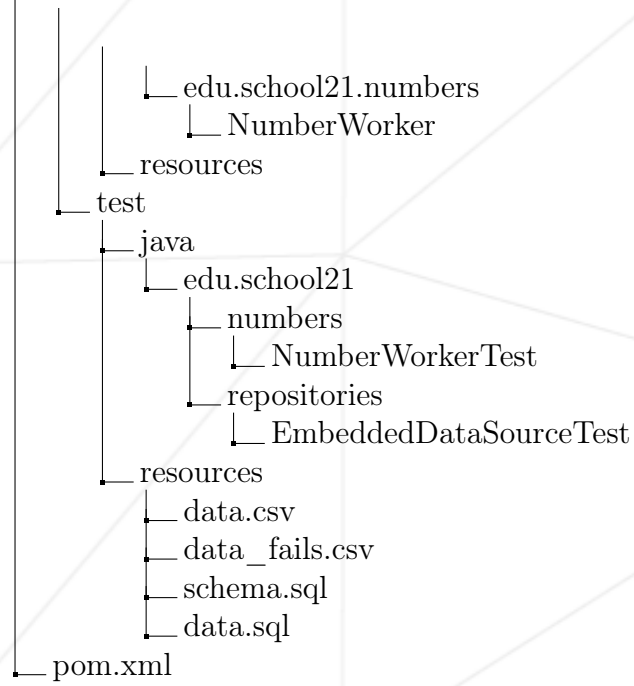 edu.school21.numbers
NumberWorker
resources
test
java
edu.school21
numbers
NumberWorkerTest
repositories
EmbeddedDataSourceTest
resources
data.csv
data_fails.csv
schema.sql
data.sql
pom.xml